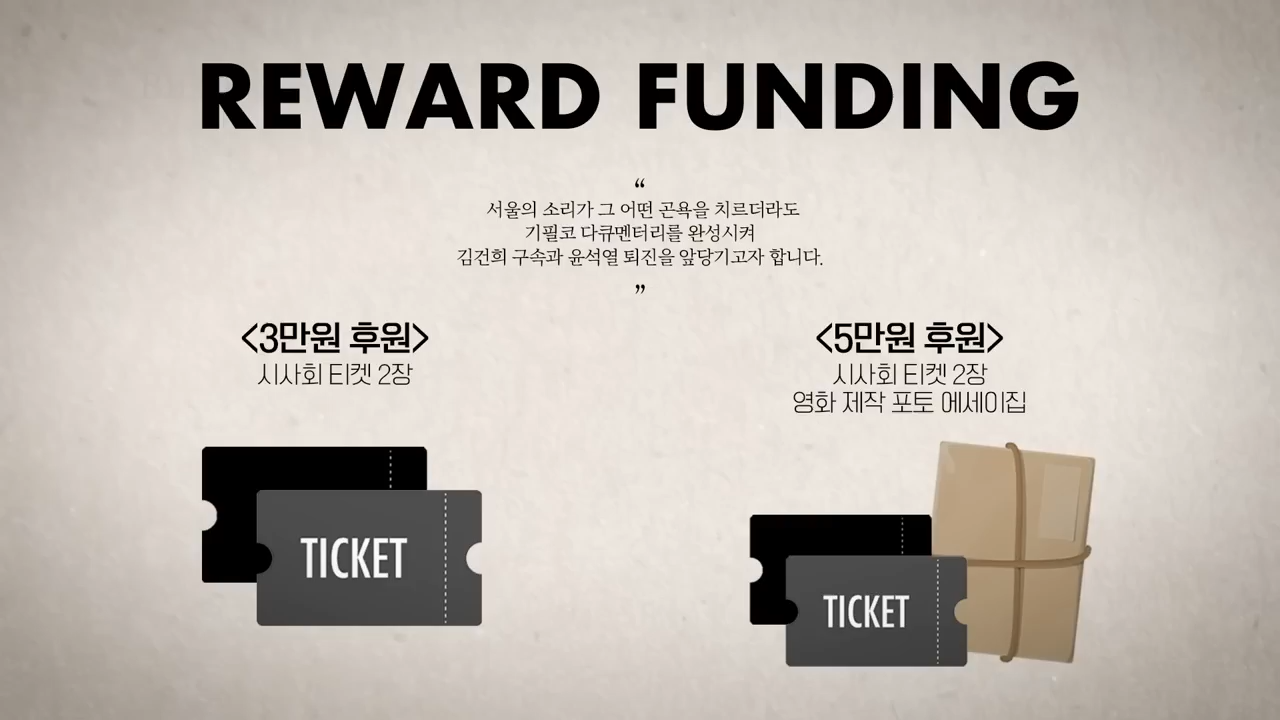 REWARD FUNDING
“
서울의 소리가 그 어떤 곤욕을 치르더라도
기필코 다큐멘터리를 완성시켜
김건희 구속과 윤석열 퇴진을 앞당기고자 합니다.
”
<3만원 후원>
시사회 티켓 2장
<5만원 후원>
시사회 티켓 2장
영화 제작 포토 에세이집
TICKET
TICKET